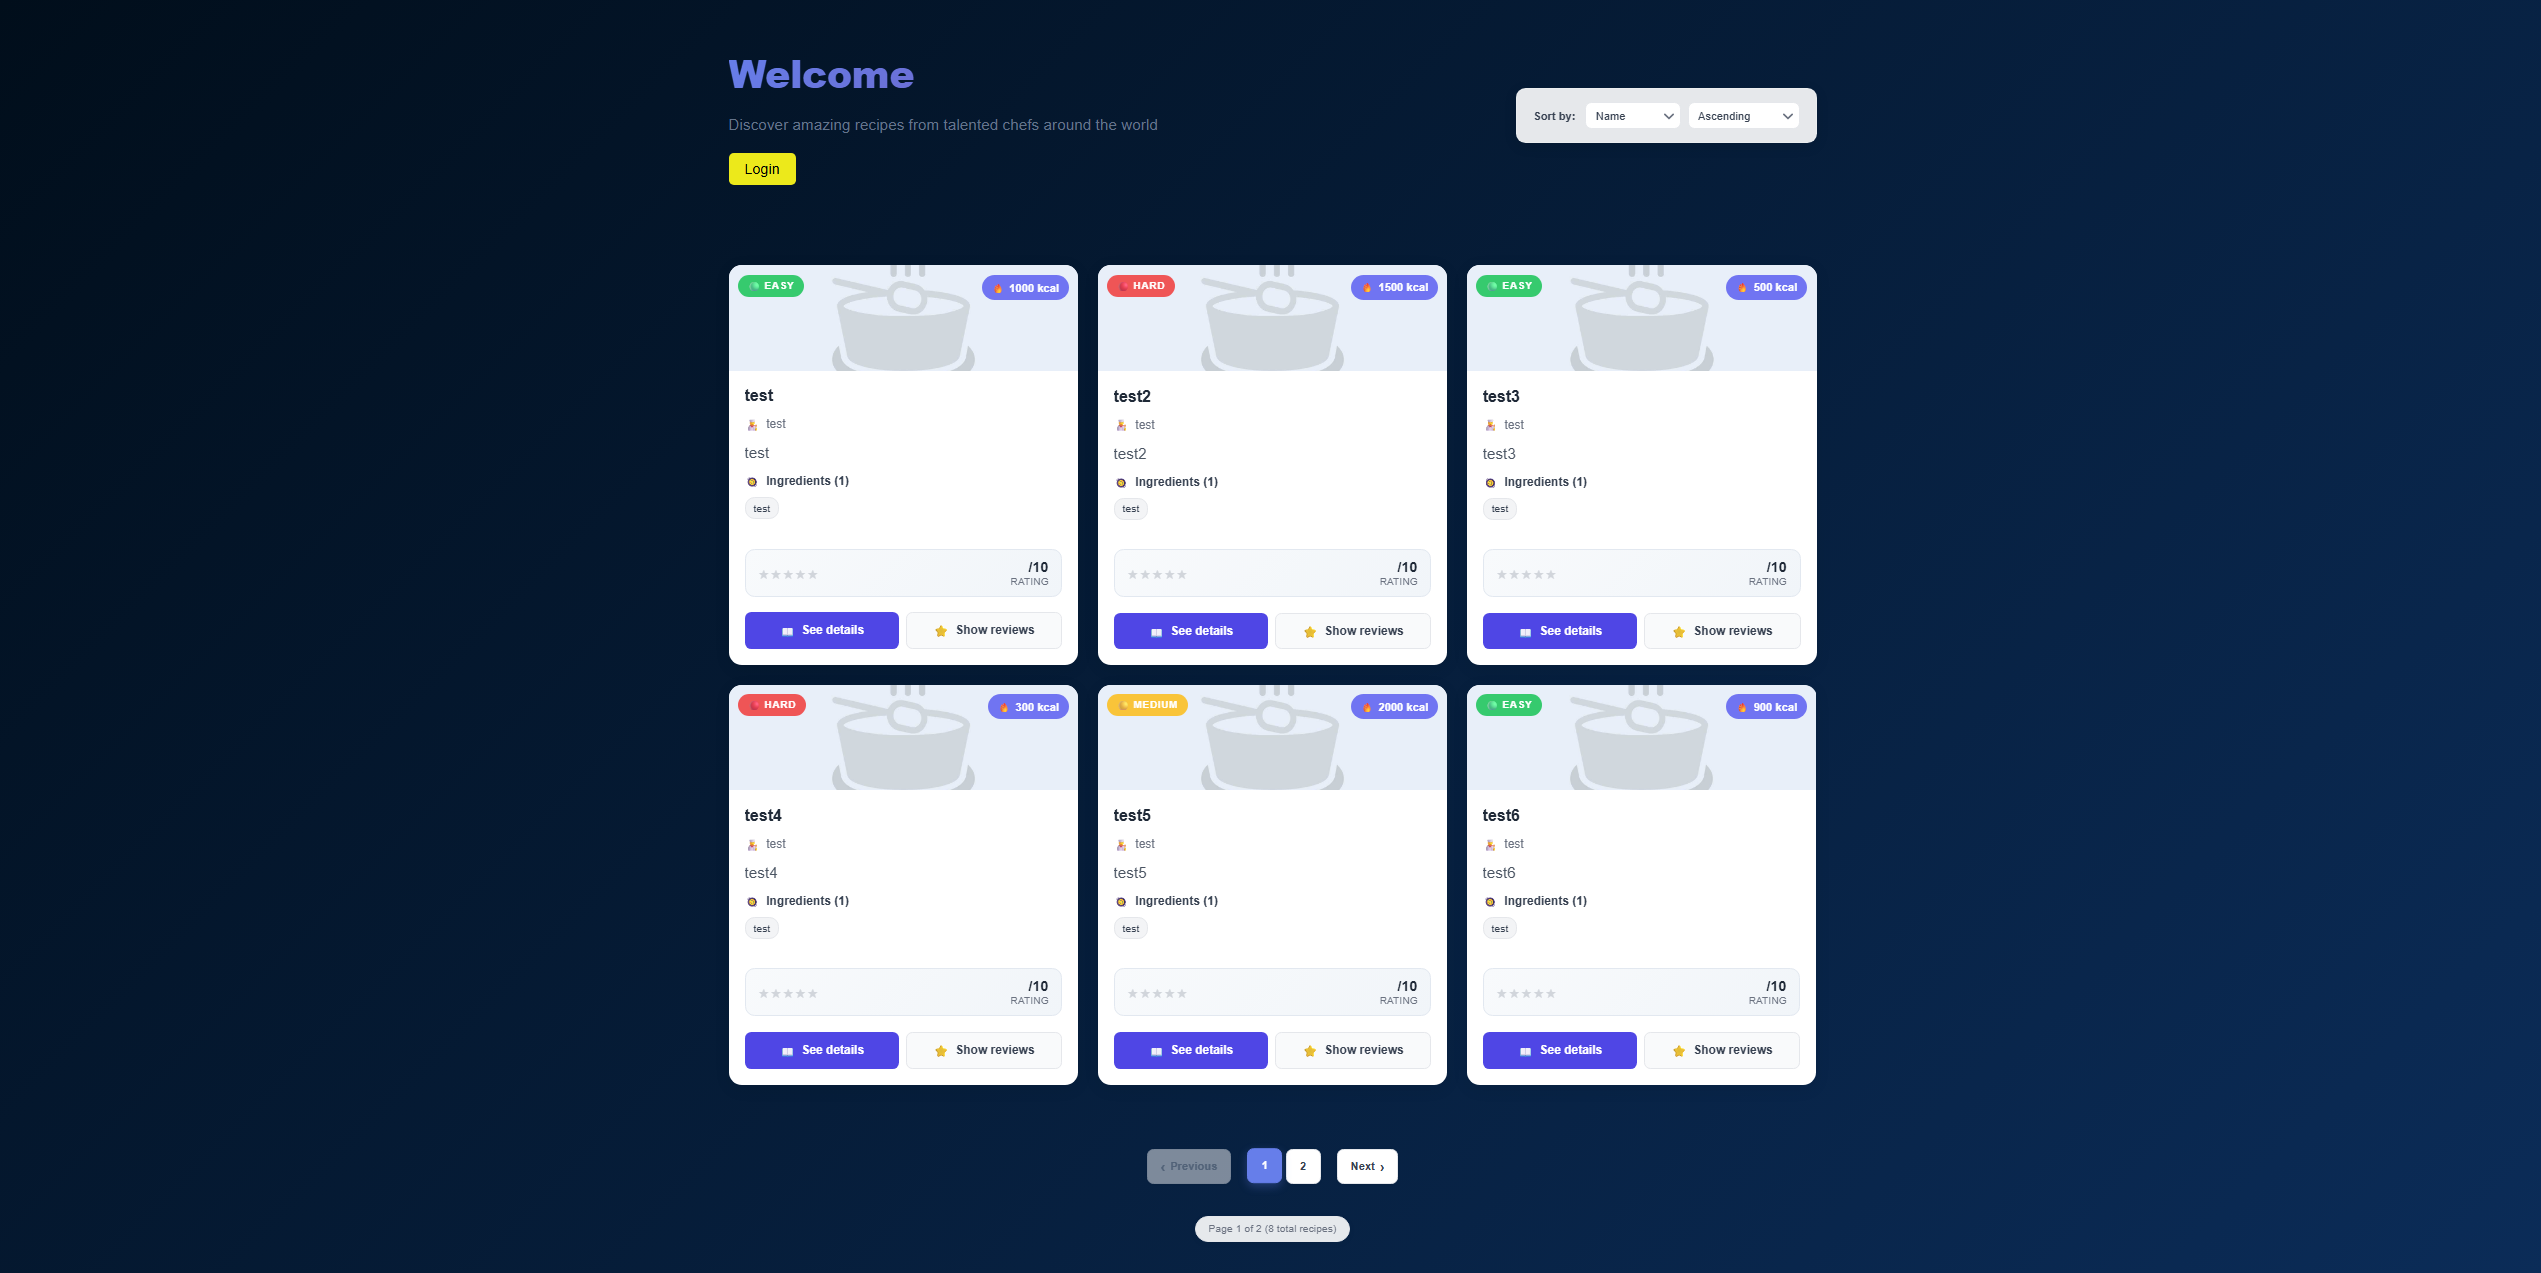 Welcome
Discover amazing recipes from talented chefs around the world
Login
Sort by: Name Ascending
EASY 1000 kcal
test
test
test
Ingredients (1)
test
★★★★★ /10
RATING
See details Show reviews
HARD 1500 kcal
test2
test
test2
Ingredients (1)
test
★★★★★ /10
RATING
See details Show reviews
EASY 500 kcal
test3
test
test3
Ingredients (1)
test
★★★★★ /10
RATING
See details Show reviews
HARD 300 kcal
test4
test
test4
Ingredients (1)
test
★★★★★ /10
RATING
See details Show reviews
MEDIUM 2000 kcal
test5
test
test5
Ingredients (1)
test
★★★★★ /10
RATING
See details Show reviews
EASY 900 kcal
test6
test
test6
Ingredients (1)
test
★★★★★ /10
RATING
See details Show reviews
‹ Previous 1 2 Next ›
Page 1 of 2 (8 total recipes)